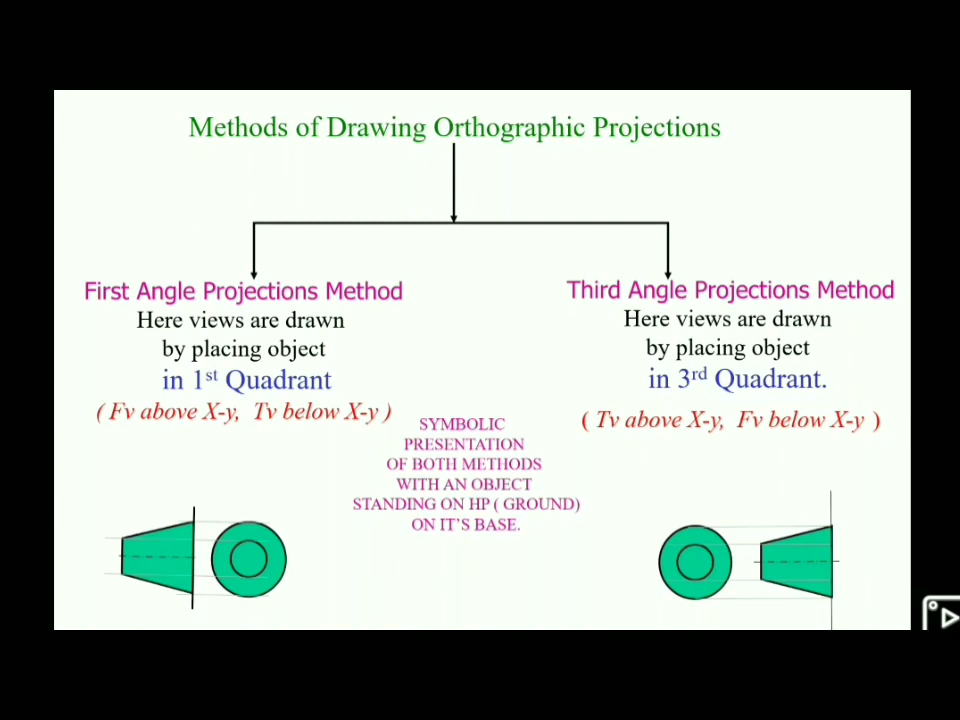 Methods of Drawing Orthographic Projections
First Angle Projections Method
Here views are drawn
by placing object
in 1st Quadrant
( Fv above X-y, Tv below X-y )
Third Angle Projections Method
Here views are drawn
by placing object
in 3rd Quadrant.
( Tv above X-y, Fv below X-y )
SYMBOLIC
PRESENTATION
OF BOTH METHODS
WITH AN OBJECT
STANDING ON HP ( GROUND)
ON IT’S BASE.